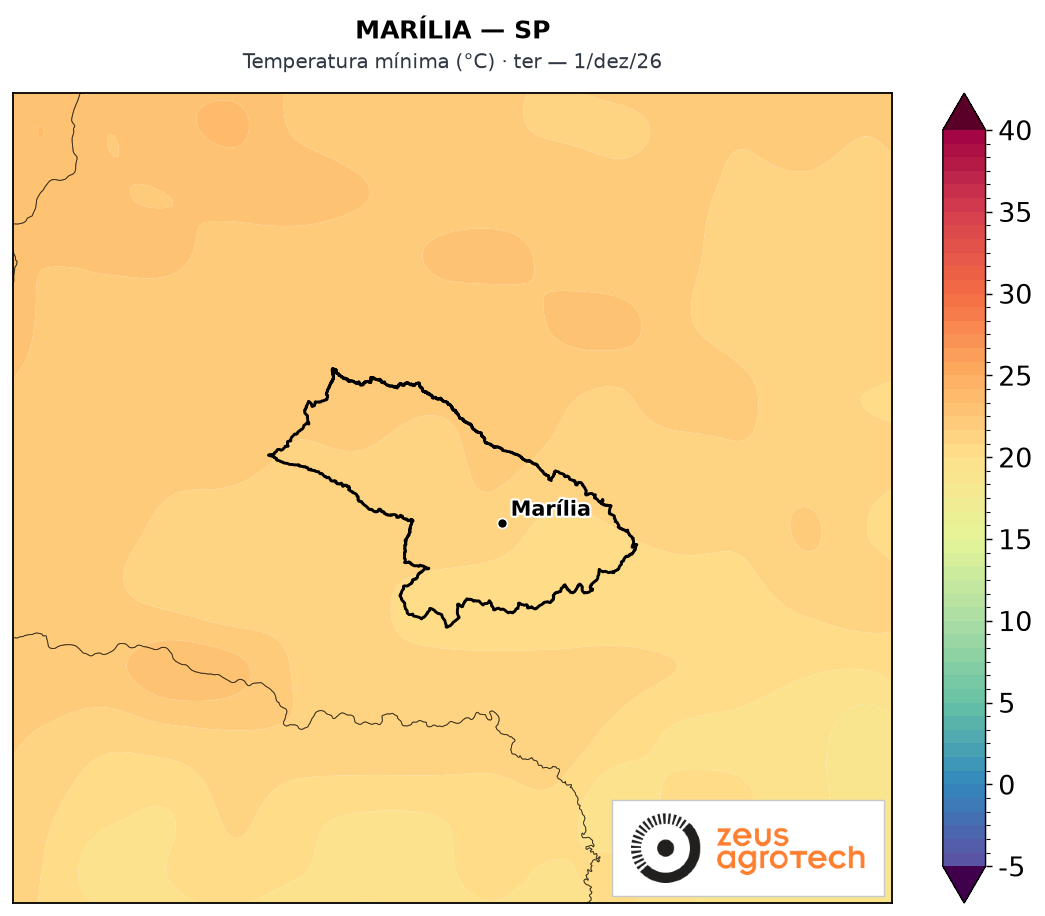 MARÍLIA — SP
Temperatura mínima (°C) · ter — 1/dez/26
40
35
30
25
20
15
10
5
0
-5
Marília
zeus
agrotech